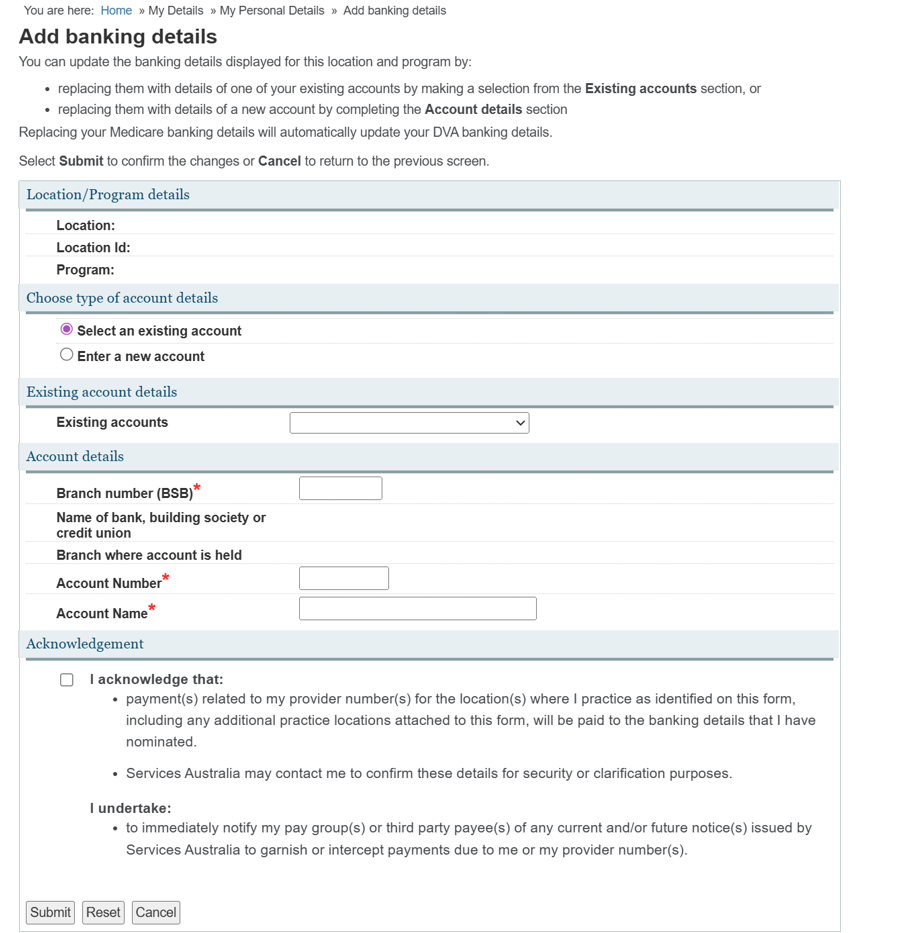 You are here: Home » My Details » My Personal Details » Add banking details
Add banking details
You can update the banking details displayed for this location and program by:
• replacing them with details of one of your existing accounts by making a selection from the Existing accounts section, or
• replacing them with details of a new account by completing the Account details section
Replacing your Medicare banking details will automatically update your DVA banking details.
Select Submit to confirm the changes or Cancel to return to the previous screen.
Location/Program details
Location:
Location Id:
Program:
Choose type of account details
Select an existing account
Enter a new account
Existing account details
Existing accounts
Account details
Branch number (BSB)*
Name of bank, building society or
credit union
Branch where account is held
Account Number*
Account Name*
Acknowledgement
I acknowledge that:
• payment(s) related to my provider number(s) for the location(s) where I practice as identified on this form,
including any additional practice locations attached to this form, will be paid to the banking details that I have
nominated.
• Services Australia may contact me to confirm these details for security or clarification purposes.
I undertake:
• to immediately notify my pay group(s) or third party payee(s) of any current and/or future notice(s) issued by
Services Australia to garnish or intercept payments due to me or my provider number(s).
Submit Reset Cancel